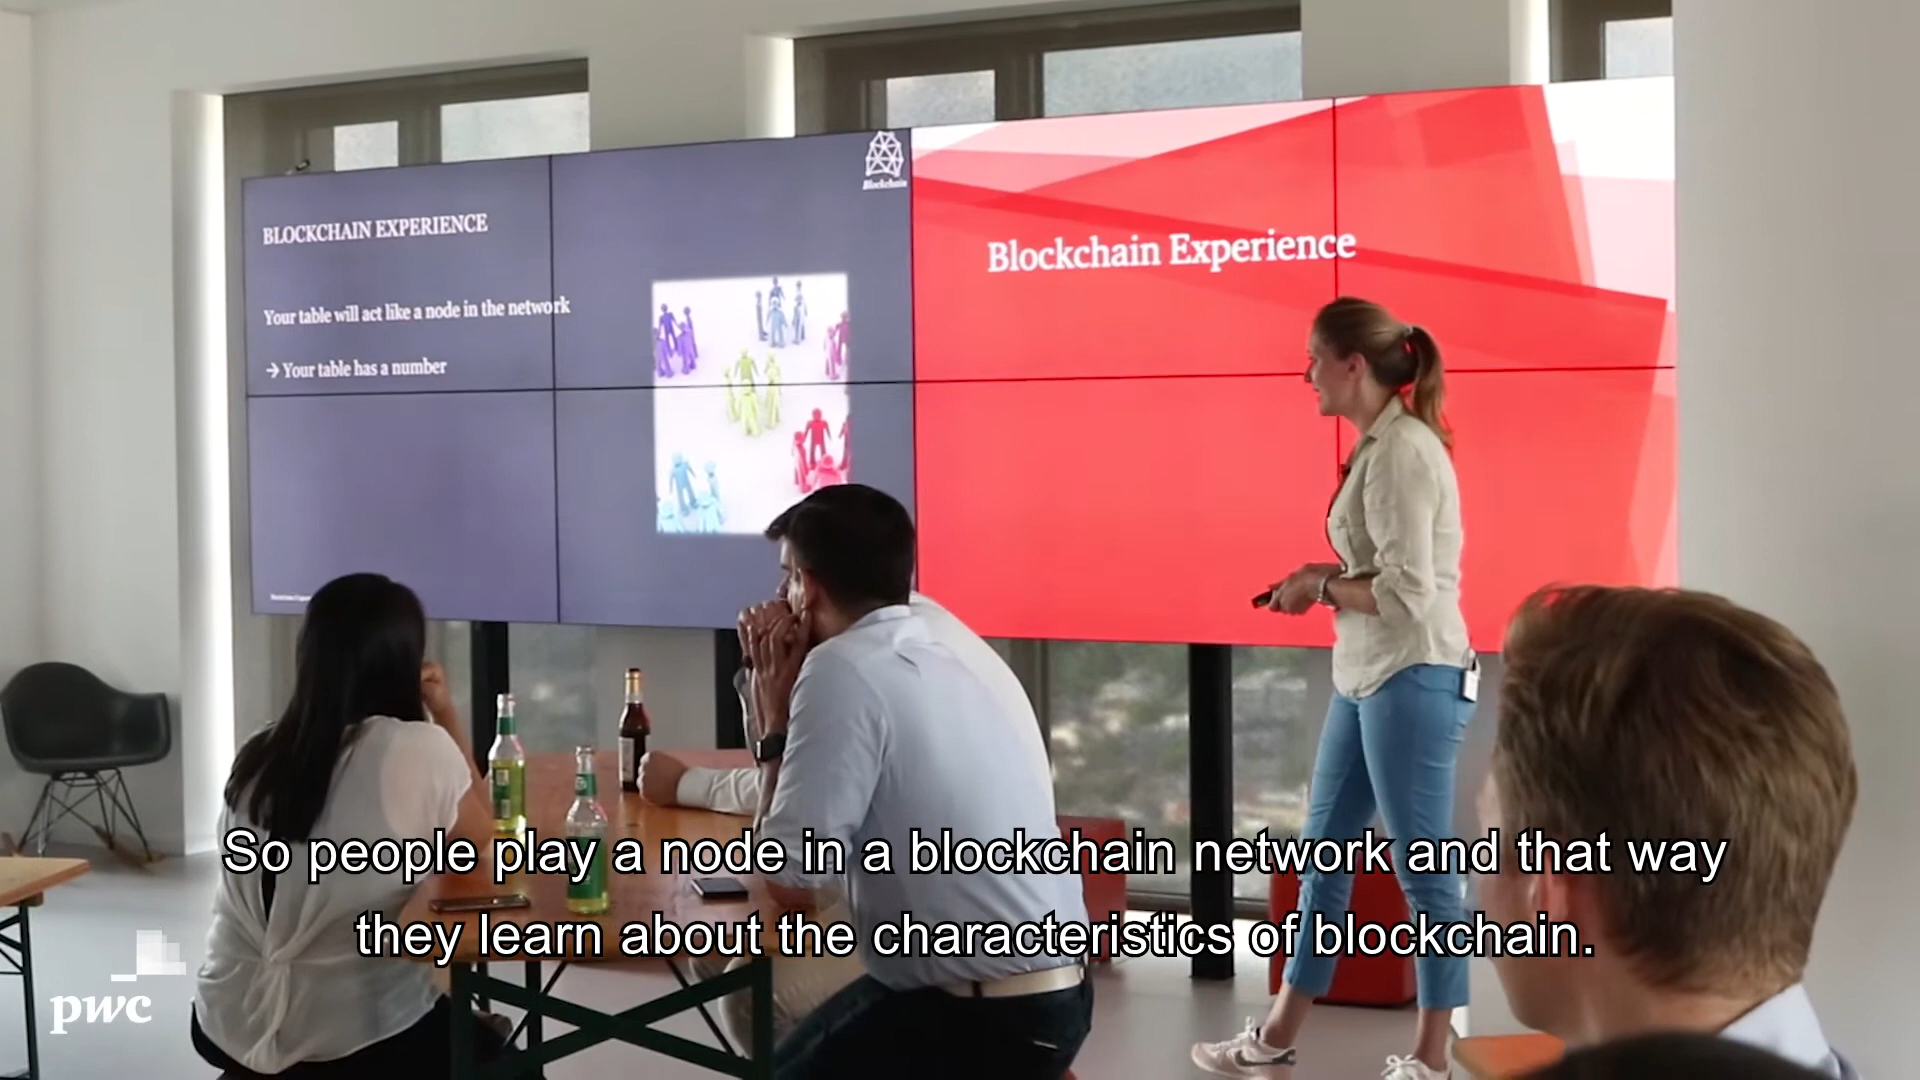 Blockchain
BLOCKCHAIN EXPERIENCE
Your table will act like a node in the network
→ Your table has a number
Blockchain Experience
So people play a node in a blockchain network and that way
they learn about the characteristics of blockchain.
pwc